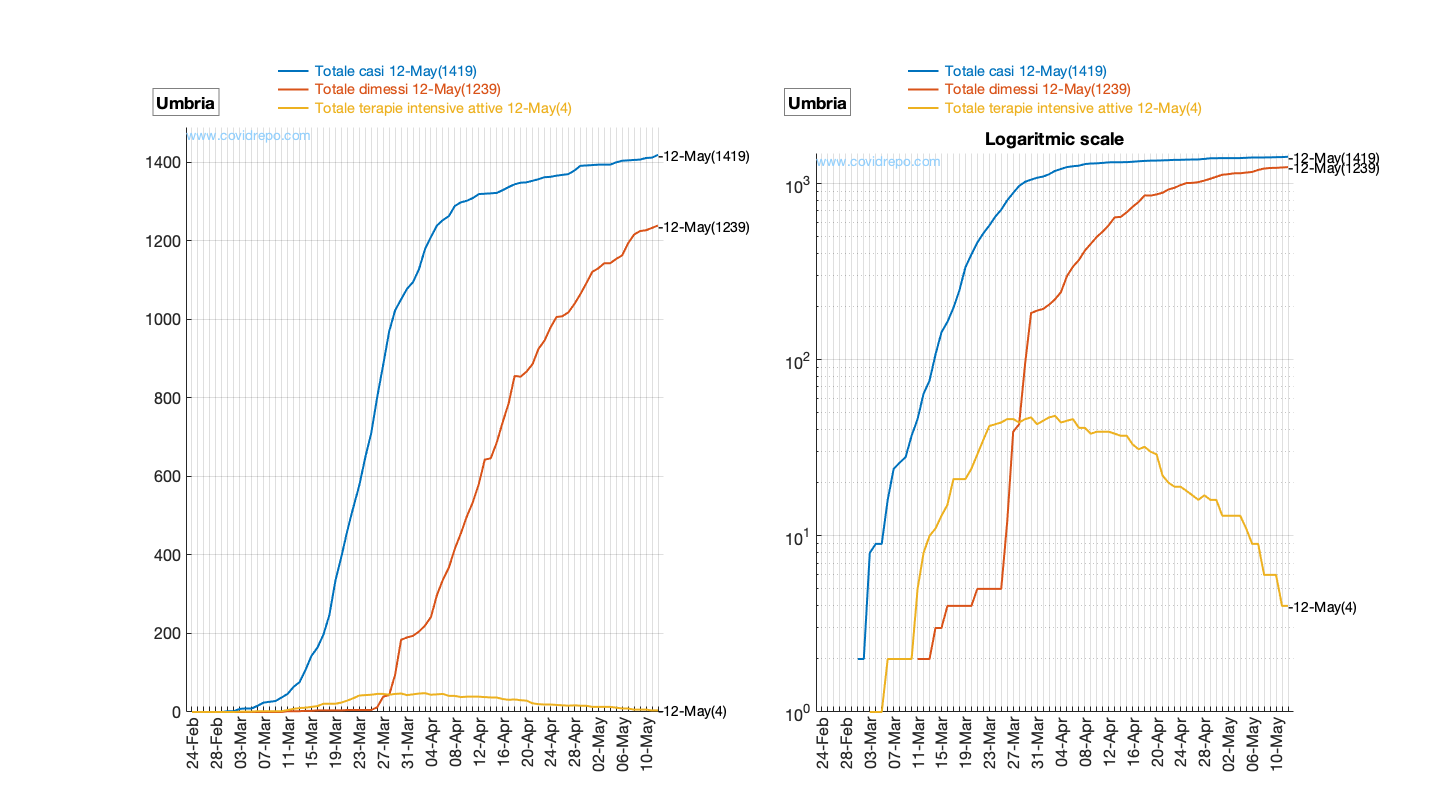 Totale casi 12-May(1419)
Totale dimessi 12-May(1239)
Totale terapie intensive attive 12-May(4)
Umbria
www.covidrepo.com
1400
1200
1000
800
600
400
200
0
-12-May(1419)
-12-May(1239)
-12-May(4)
24-Feb
28-Feb
03-Mar
07-Mar
11-Mar
15-Mar
19-Mar
23-Mar
27-Mar
31-Mar
04-Apr
08-Apr
12-Apr
16-Apr
20-Apr
24-Apr
28-Apr
02-May
06-May
10-May
Totale casi 12-May(1419)
Totale dimessi 12-May(1239)
Totale terapie intensive attive 12-May(4)
Umbria
Logaritmic scale
www.covidrepo.com
10³
10²
10¹
10⁰
-12-May(1419)
-12-May(1239)
-12-May(4)
24-Feb
28-Feb
03-Mar
07-Mar
11-Mar
15-Mar
19-Mar
23-Mar
27-Mar
31-Mar
04-Apr
08-Apr
12-Apr
16-Apr
20-Apr
24-Apr
28-Apr
02-May
06-May
10-May